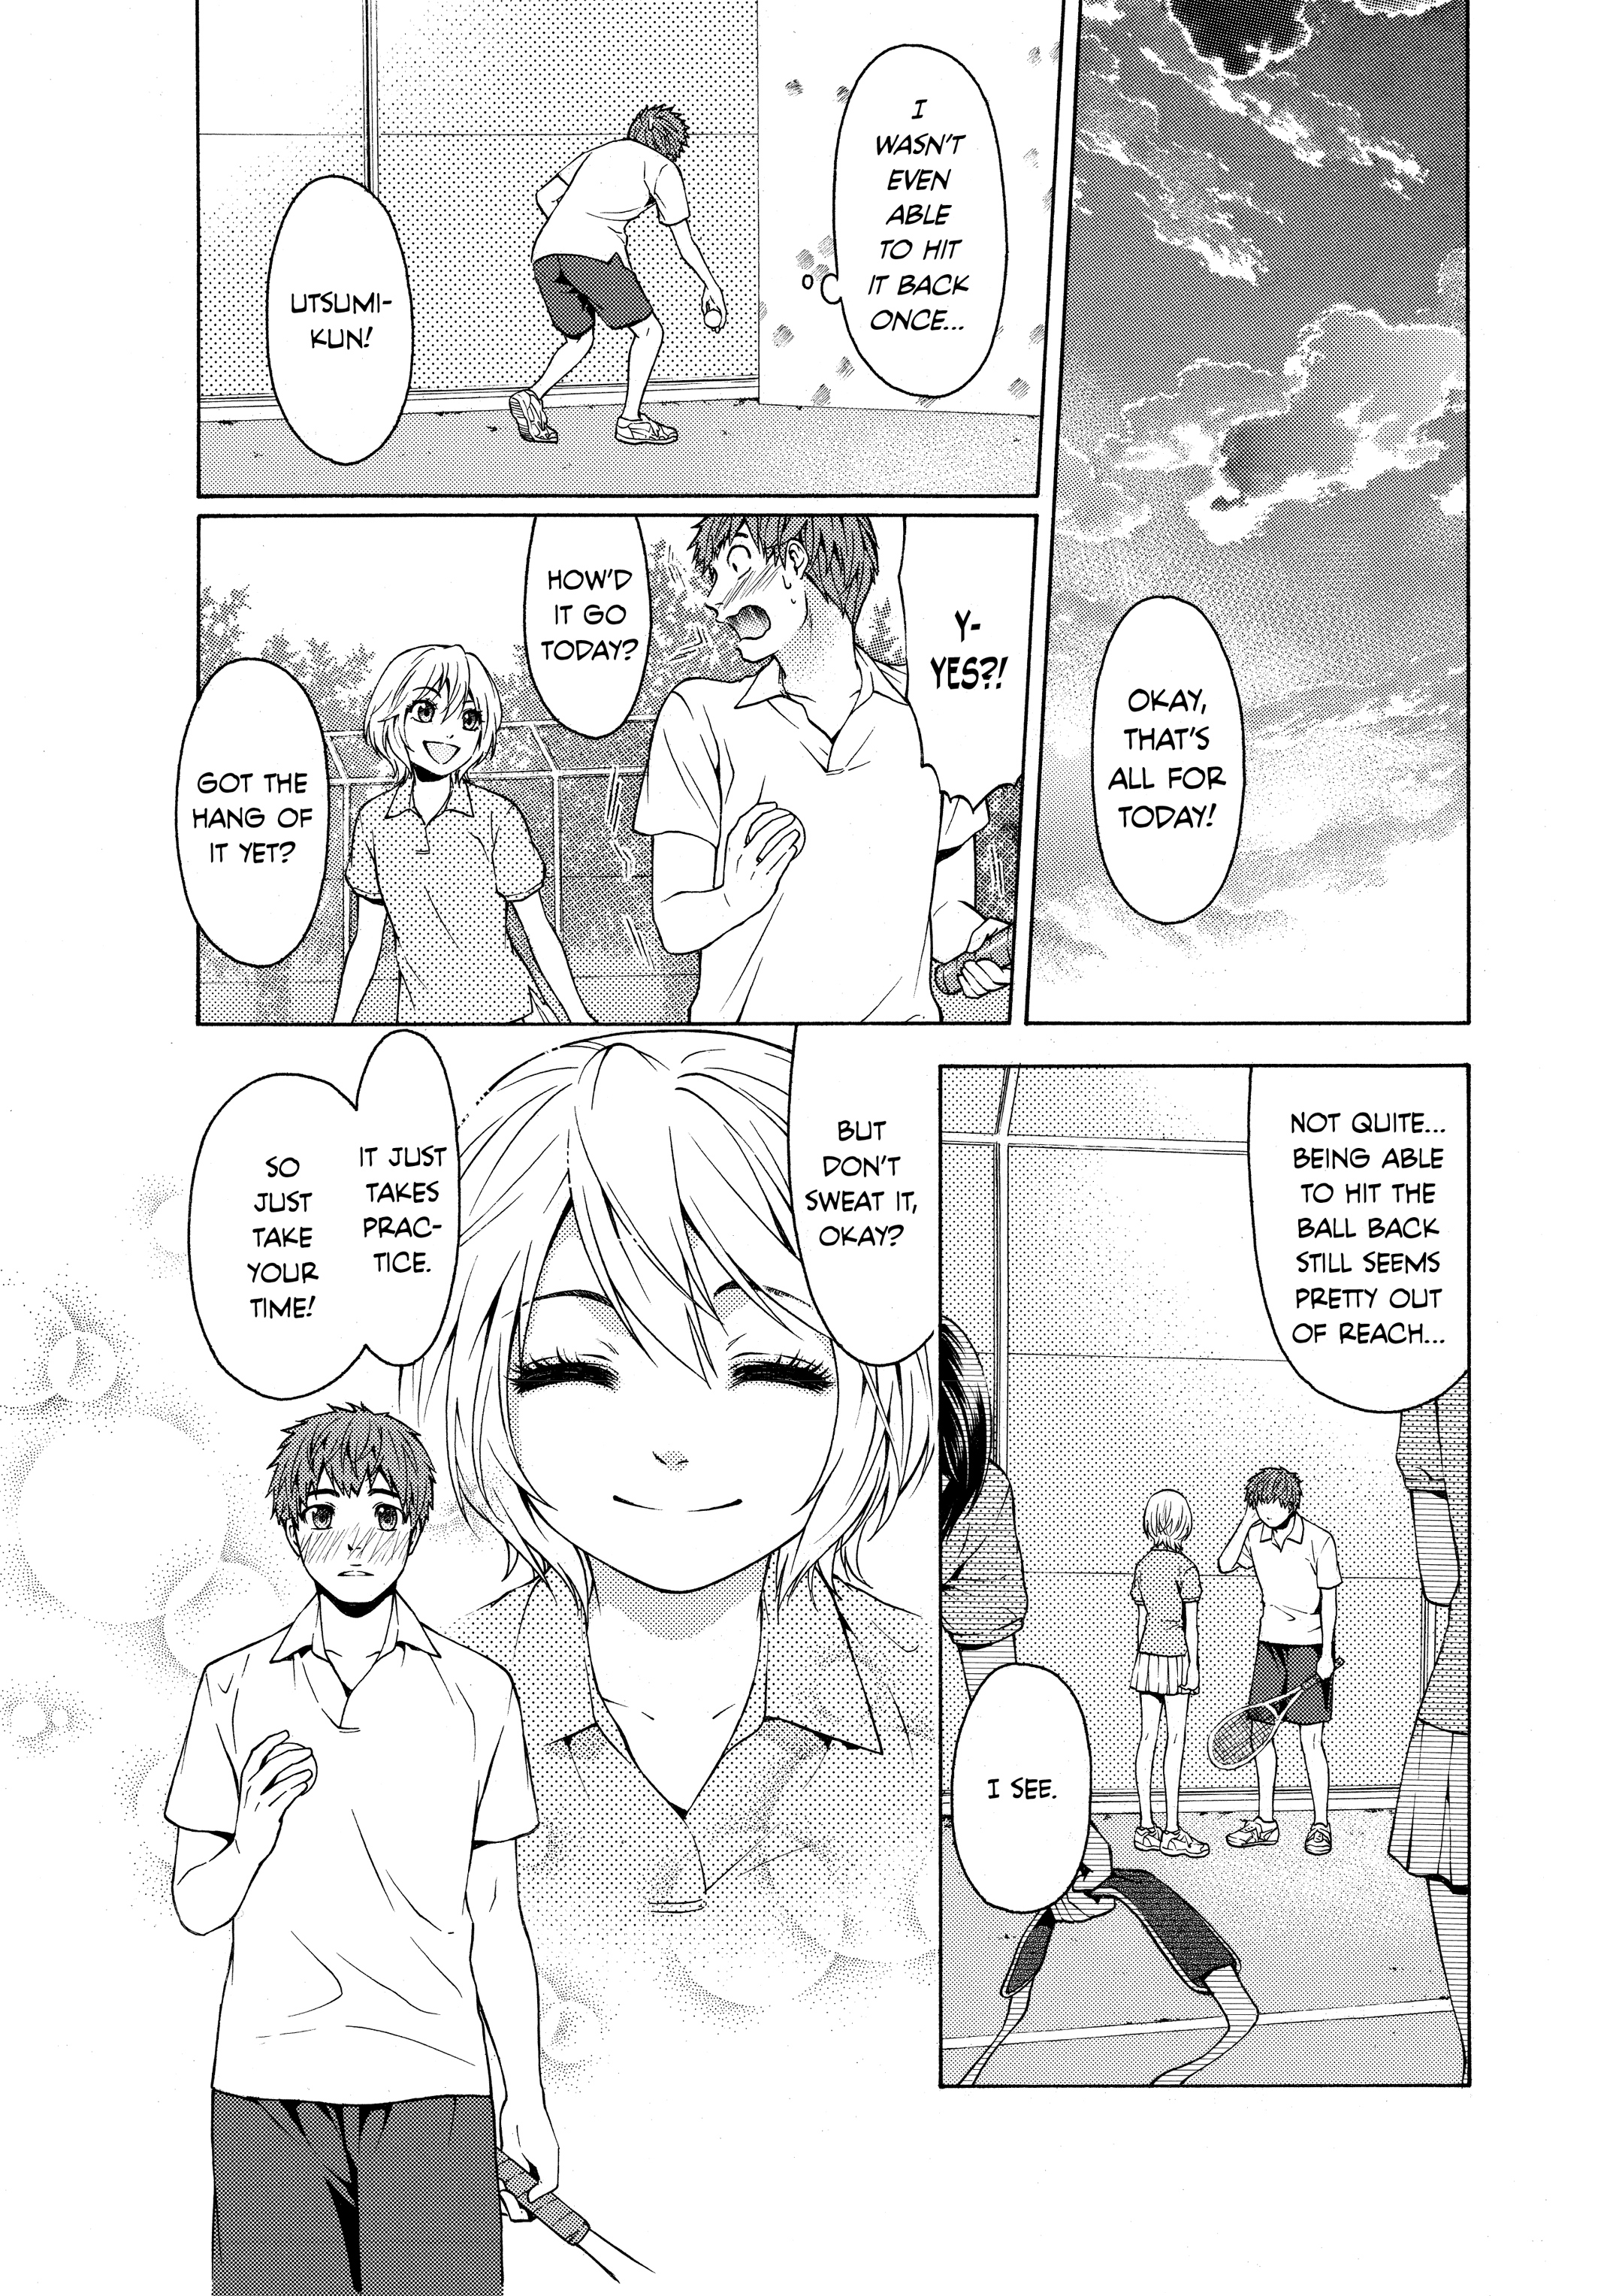 OKAY,
THAT'S
ALL FOR
TODAY!
I
WASN'T
EVEN
ABLE
TO HIT
IT BACK
ONCE...
UTSUMI-
KUN!
Y-
YES?!
HOW'D
IT GO
TODAY?
GOT THE
HANG OF
IT YET?
NOT QUITE...
BEING ABLE
TO HIT THE
BALL BACK
STILL SEEMS
PRETTY OUT
OF REACH...
I SEE.
BUT
DON'T
SWEAT IT,
OKAY?
IT JUST
TAKES
PRAC-
TICE.
SO
JUST
TAKE
YOUR
TIME!